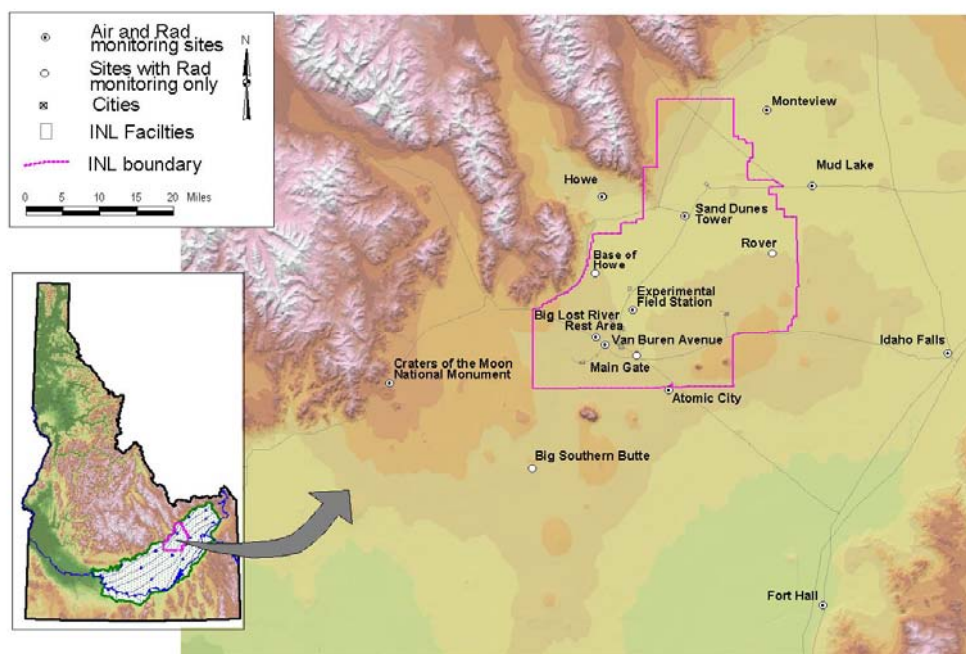 Air and Rad
monitoring sites
Sites with Rad
monitoring only
Cities
INL Facilties
INL boundary
0 5 10 15 20 Miles
N
Monteview
Mud Lake
Howe
Sand Dunes
Tower
Rover
Base of
Howe
Experimental
Field Station
Big Lost River
Rest Area
Van Buren Avenue
Main Gate
Idaho Falls
Craters of the Moon
National Monument
Atomic City
Big Southern Butte
Fort Hall